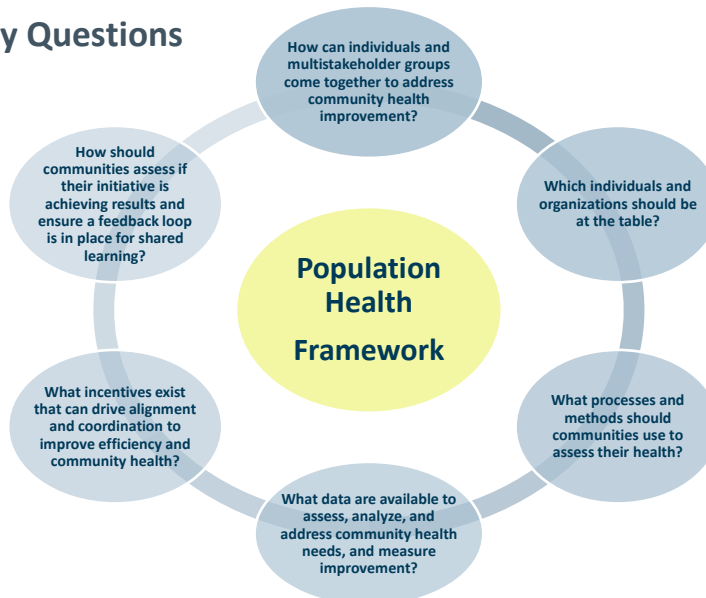 y Questions
How can individuals and
multistakeholder groups
come together to address
community health
improvement?
Which individuals and
organizations should be
at the table?
What processes and
methods should
communities use to
assess their health?
What data are available to
assess, analyze, and
address community health
needs, and measure
improvement?
What incentives exist
that can drive alignment
and coordination to
improve efficiency and
community health?
How should
communities assess if
their initiative is
achieving results and
ensure a feedback loop
is in place for shared
learning?
Population
Health
Framework